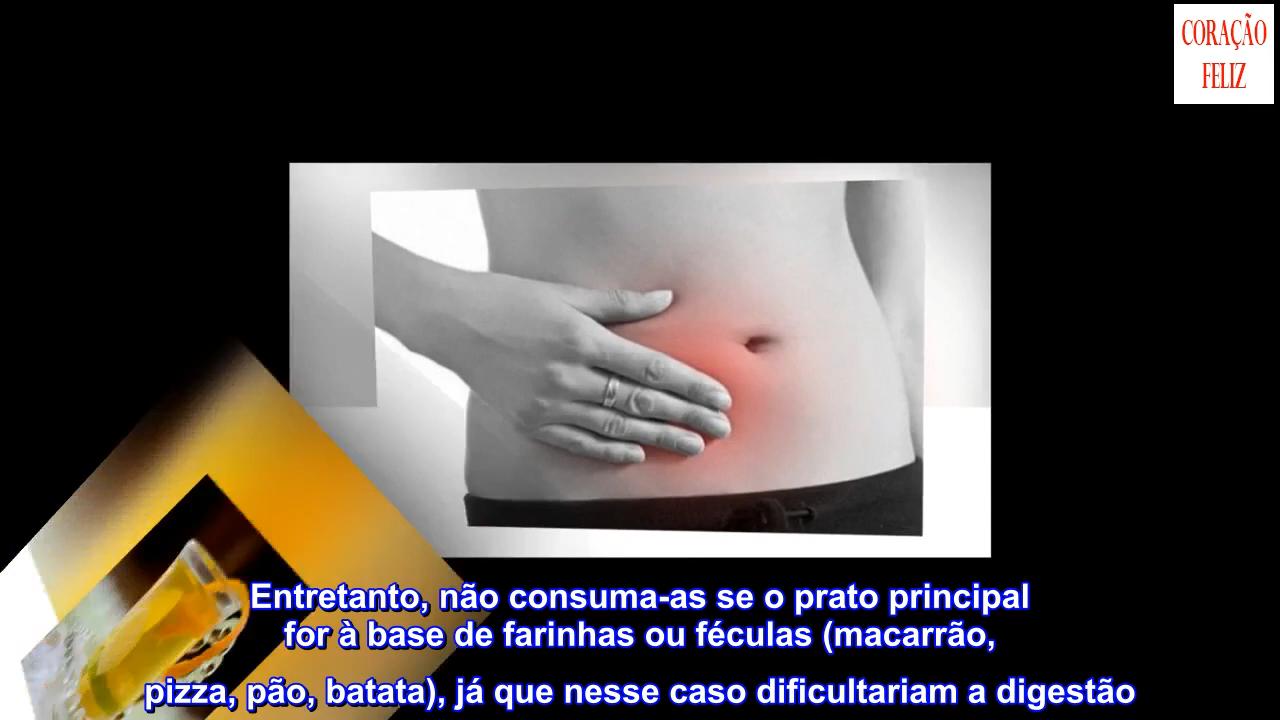 CORAÇÃO
FELIZ
Entretanto, não consuma-as se o prato principal
for à base de farinhas ou féculas (macarrão,
pizza, pão, batata), já que nesse caso dificultariam a digestão